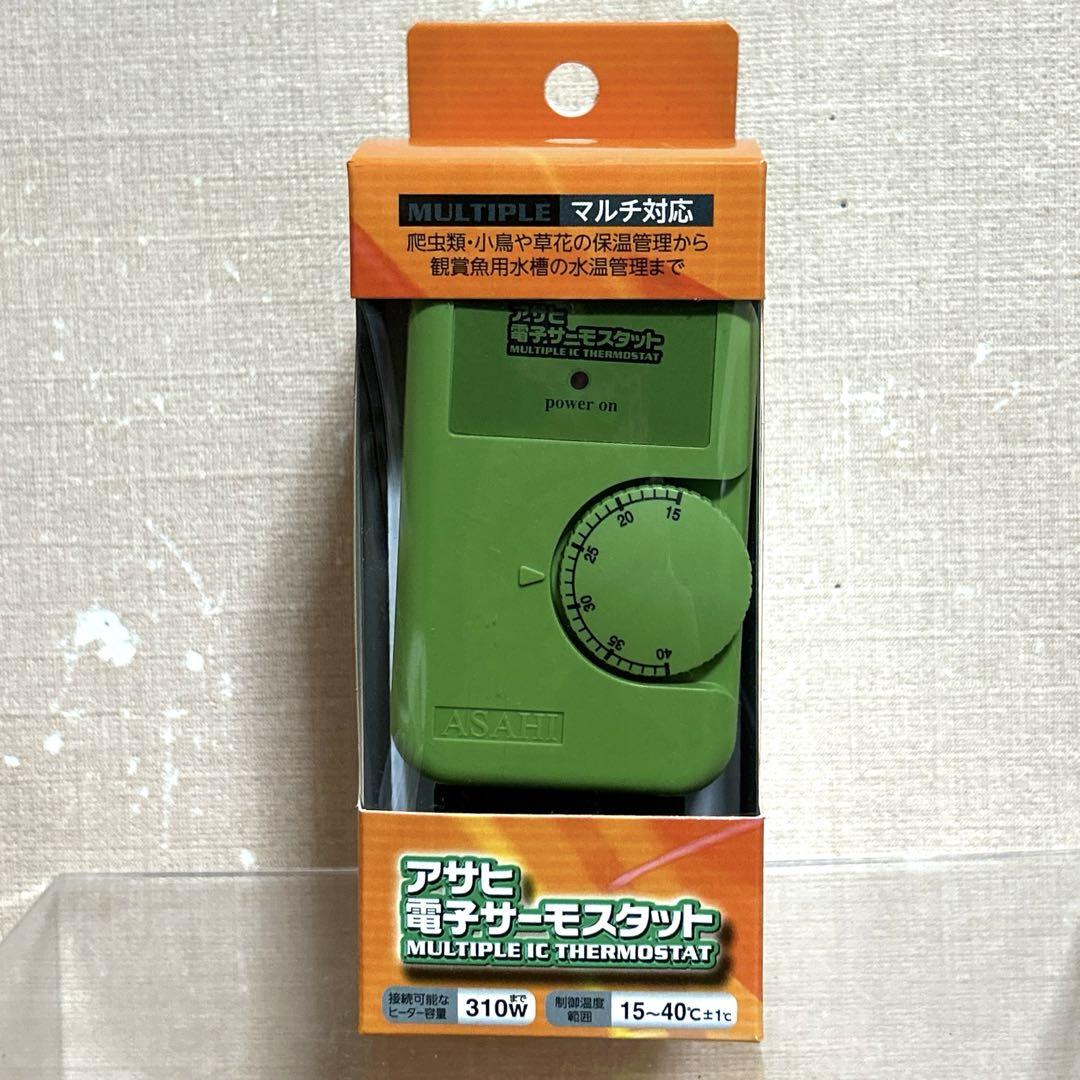 MULTIPLE マルチ対応
爬虫類・小鳥や草花の保温管理から
観賞魚用水槽の水温管理まで
アサヒ
電子サーモスタット
MULTIPLE IC THERMOSTAT
power on
15
20
25
30
35
40
ASAHI
アサヒ
電子サーモスタット
MULTIPLE IC THERMOSTAT
接続可能な
ヒーター容量
310Wまで
制御温度
範囲
15～40℃±1℃